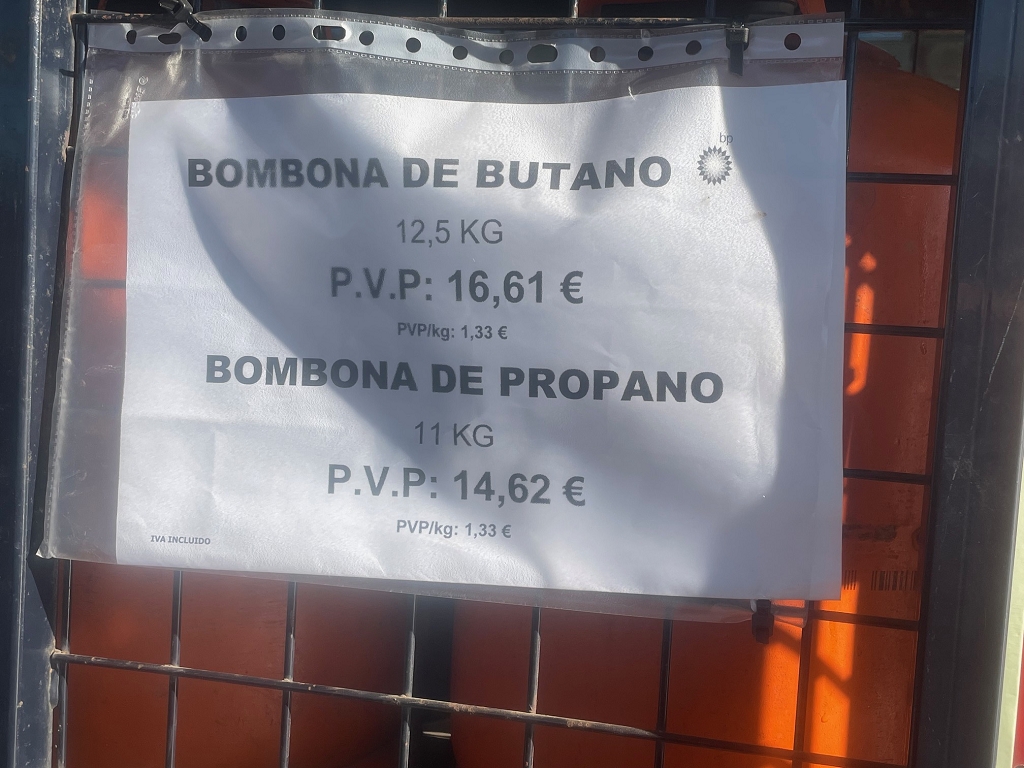 bp
BOMBONA DE BUTANO
12,5 KG
P.V.P: 16,61 €
PVP/kg: 1,33 €
BOMBONA DE PROPANO
11 KG
P.V.P: 14,62 €
PVP/kg: 1,33 €
IVA INCLUIDO